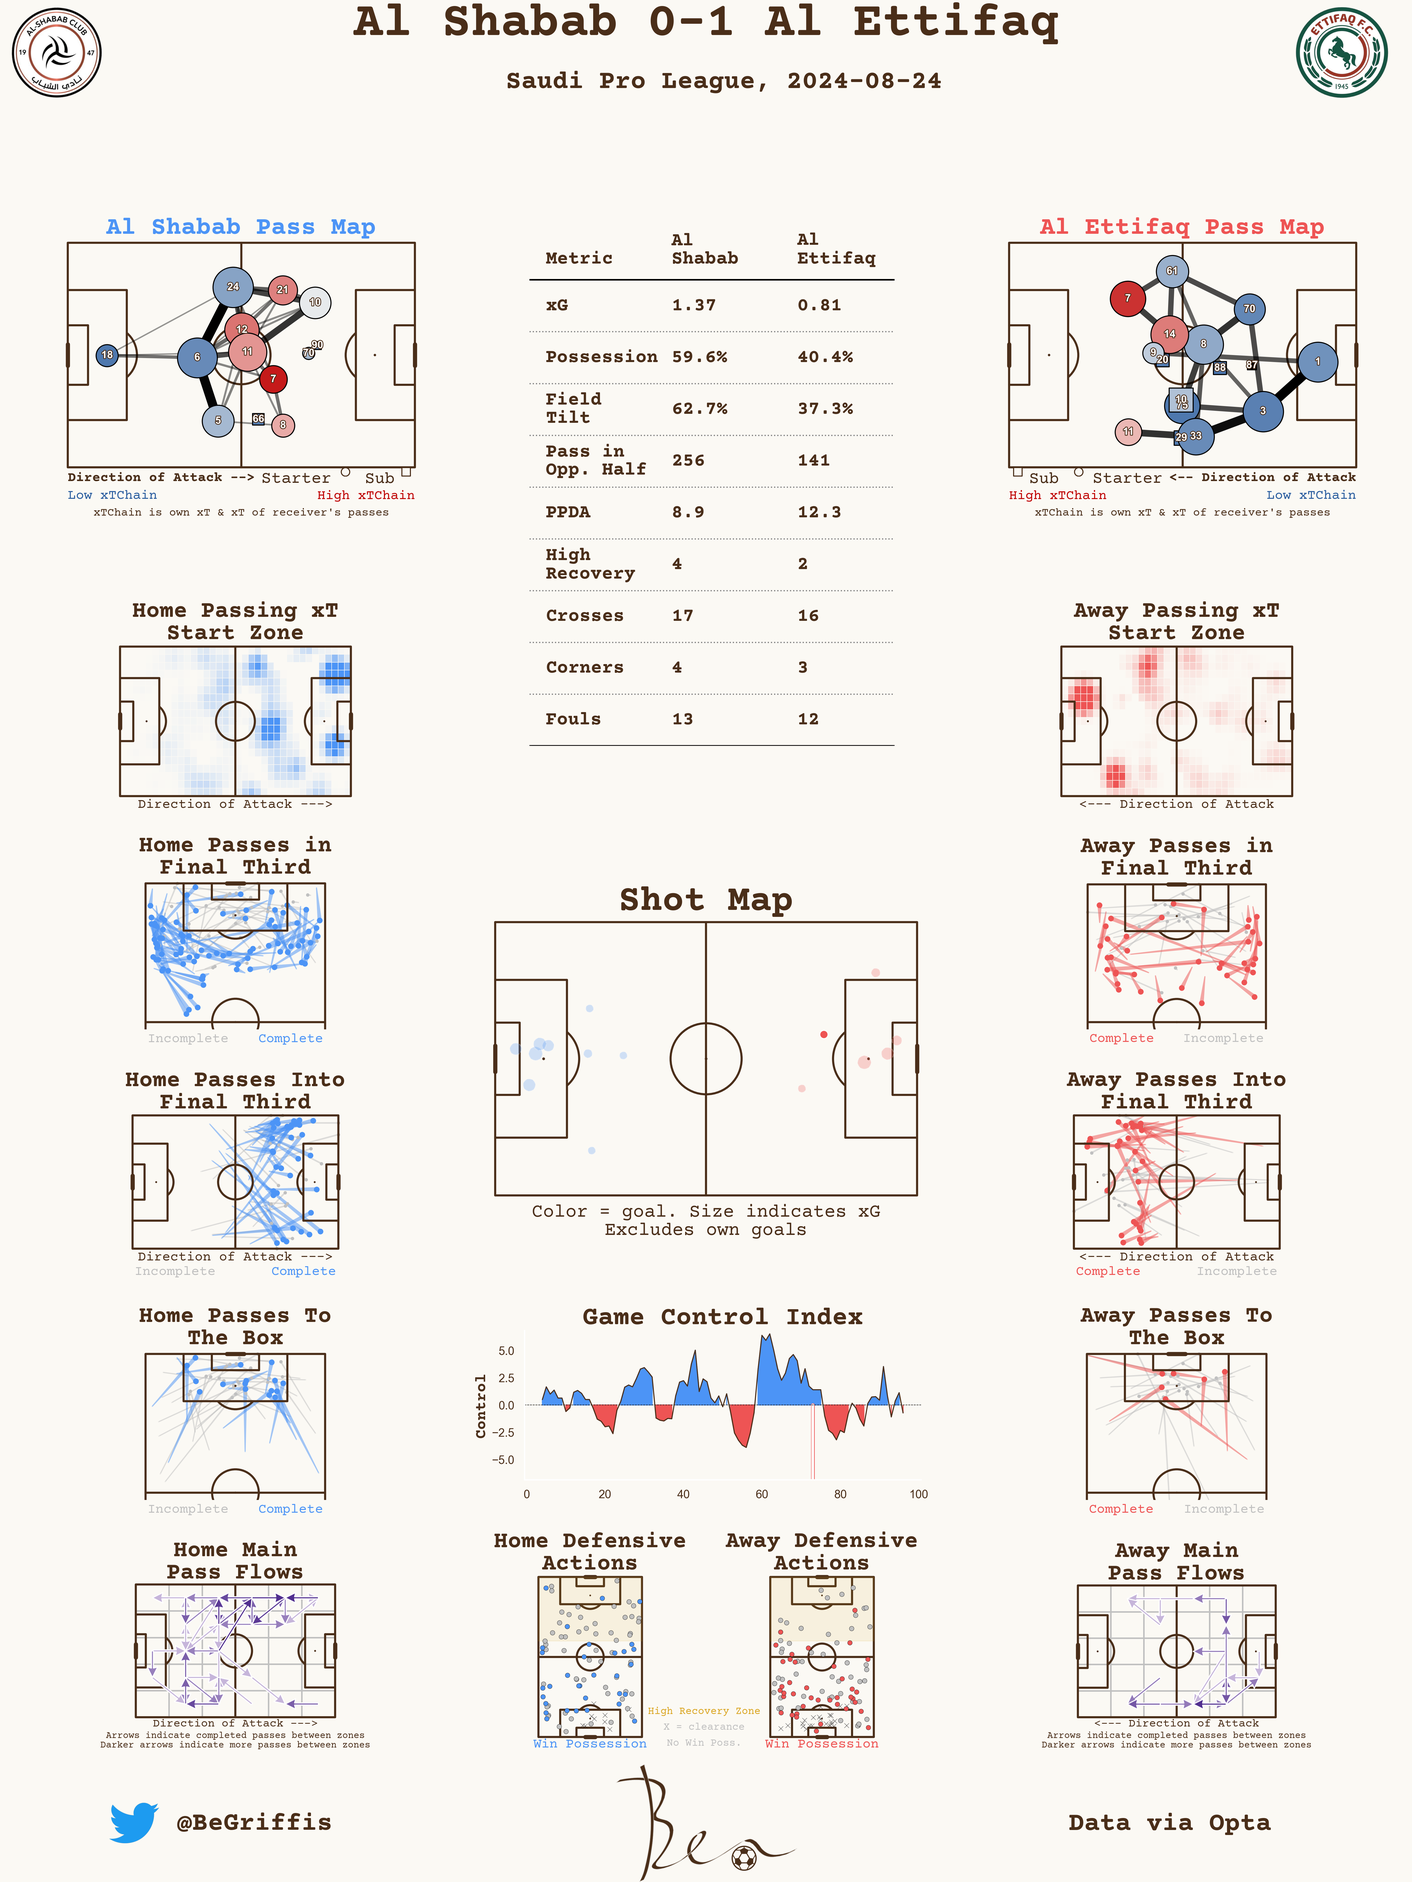 Al Shabab 0-1 Al Ettifaq
Saudi Pro League, 2024-08-24
AL-SHABAB CLUB
19 47
نادي الشباب
ETTIFAQ F.C.
1945
Al Shabab Pass Map
24
21
10
12
18
6
11
90
70
7
5
66
8
Direction of Attack --> Starter Sub
Low xTChain High xTChain
xTChain is own xT & xT of receiver's passes
Metric Al Shabab Al Ettifaq
xG 1.37 0.81
Possession 59.6% 40.4%
Field Tilt 62.7% 37.3%
Pass in Opp. Half 256 141
PPDA 8.9 12.3
High Recovery 4 2
Crosses 17 16
Corners 4 3
Fouls 13 12
Al Ettifaq Pass Map
61
7
70
14
8
9
20
88
87
1
10
75
3
11
29
33
Sub Starter <-- Direction of Attack
High xTChain Low xTChain
xTChain is own xT & xT of receiver's passes
Home Passing xT
Start Zone
Direction of Attack --->
Away Passing xT
Start Zone
<--- Direction of Attack
Home Passes in
Final Third
Incomplete Complete
Away Passes in
Final Third
Complete Incomplete
Shot Map
Color = goal. Size indicates xG
Excludes own goals
Home Passes Into
Final Third
Direction of Attack --->
Incomplete Complete
Away Passes Into
Final Third
<--- Direction of Attack
Complete Incomplete
Home Passes To
The Box
Incomplete Complete
Game Control Index
Control
5.0
2.5
0.0
−2.5
−5.0
0 20 40 60 80 100
Away Passes To
The Box
Complete Incomplete
Home Main
Pass Flows
Direction of Attack --->
Arrows indicate completed passes between zones
Darker arrows indicate more passes between zones
Home Defensive
Actions
Win Possession
Away Defensive
Actions
Win Possession
High Recovery Zone
X = clearance
No Win Poss.
Away Main
Pass Flows
<--- Direction of Attack
Arrows indicate completed passes between zones
Darker arrows indicate more passes between zones
@BeGriffis
Ben
Data via Opta